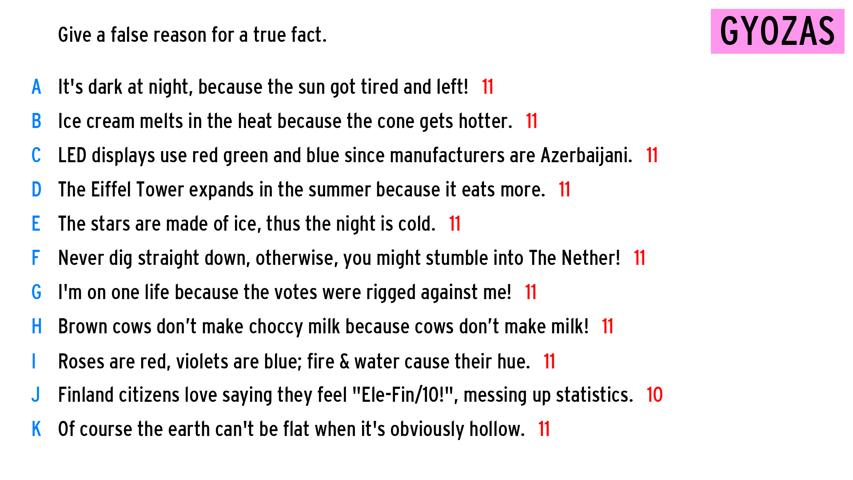 Give a false reason for a true fact.
GYOZAS
A It's dark at night, because the sun got tired and left! 11
B Ice cream melts in the heat because the cone gets hotter. 11
C LED displays use red green and blue since manufacturers are Azerbaijani. 11
D The Eiffel Tower expands in the summer because it eats more. 11
E The stars are made of ice, thus the night is cold. 11
F Never dig straight down, otherwise, you might stumble into The Nether! 11
G I'm on one life because the votes were rigged against me! 11
H Brown cows don’t make choccy milk because cows don’t make milk! 11
I Roses are red, violets are blue; fire & water cause their hue. 11
J Finland citizens love saying they feel "Ele-Fin/10!", messing up statistics. 10
K Of course the earth can't be flat when it's obviously hollow. 11